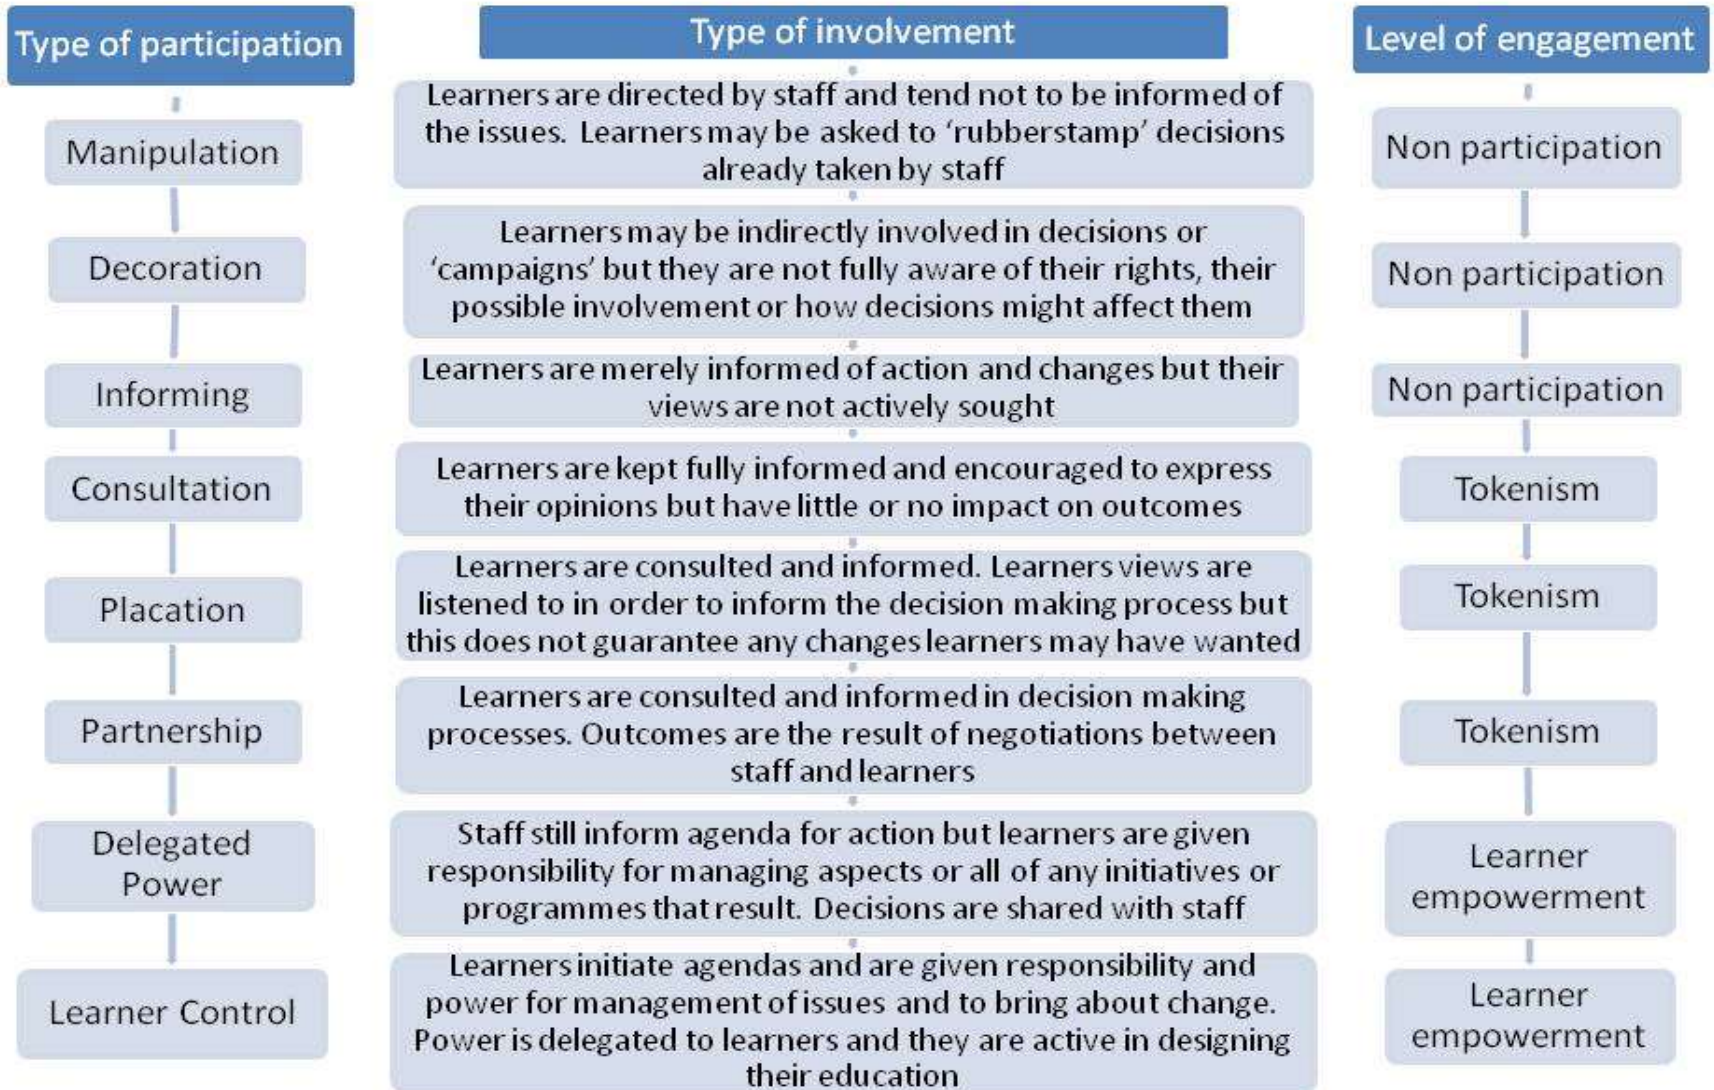 Type of participation
Type of involvement
Level of engagement
Manipulation
Learners are directed by staff and tend not to be informed of
the issues. Learners may be asked to ‘rubberstamp’ decisions
already taken by staff
Non participation
Decoration
Learners may be indirectly involved in decisions or
‘campaigns’ but they are not fully aware of their rights, their
possible involvement or how decisions might affect them
Non participation
Informing
Learners are merely informed of action and changes but their
views are not actively sought
Non participation
Consultation
Learners are kept fully informed and encouraged to express
their opinions but have little or no impact on outcomes
Tokenism
Placation
Learners are consulted and informed. Learners views are
listened to in order to inform the decision making process but
this does not guarantee any changes learners may have wanted
Tokenism
Partnership
Learners are consulted and informed in decision making
processes. Outcomes are the result of negotiations between
staff and learners
Tokenism
Delegated
Power
Staff still inform agenda for action but learners are given
responsibility for managing aspects or all of any initiatives or
programmes that result. Decisions are shared with staff
Learner
empowerment
Learner Control
Learners initiate agendas and are given responsibility and
power for management of issues and to bring about change.
Power is delegated to learners and they are active in designing
their education
Learner
empowerment